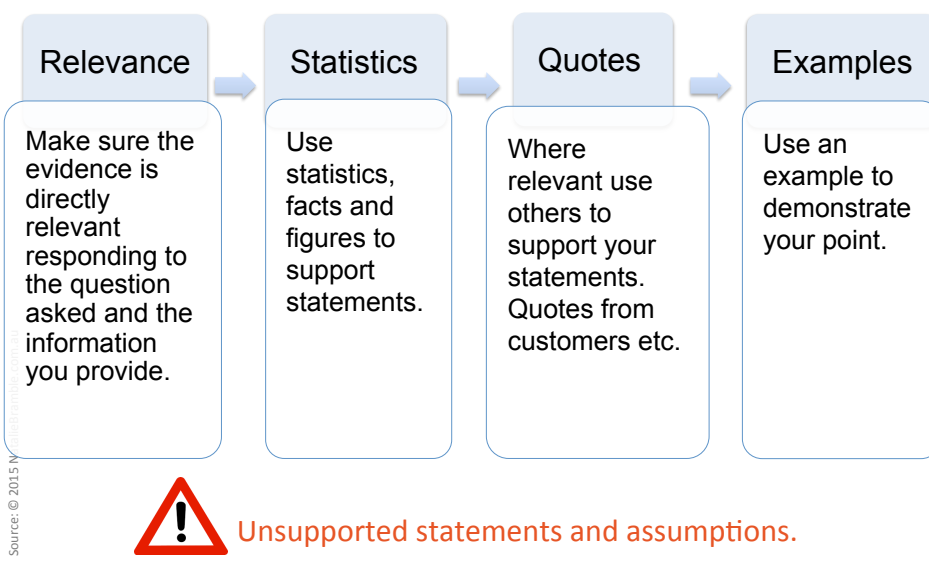 Relevance
Make sure the
evidence is
directly
relevant
responding to
the question
asked and the
information
you provide.
Statistics
Use
statistics,
facts and
figures to
support
statements.
Quotes
Where
relevant use
others to
support your
statements.
Quotes from
customers etc.
Examples
Use an
example to
demonstrate
your point.
Unsupported statements and assumptions.
Source: © 2015